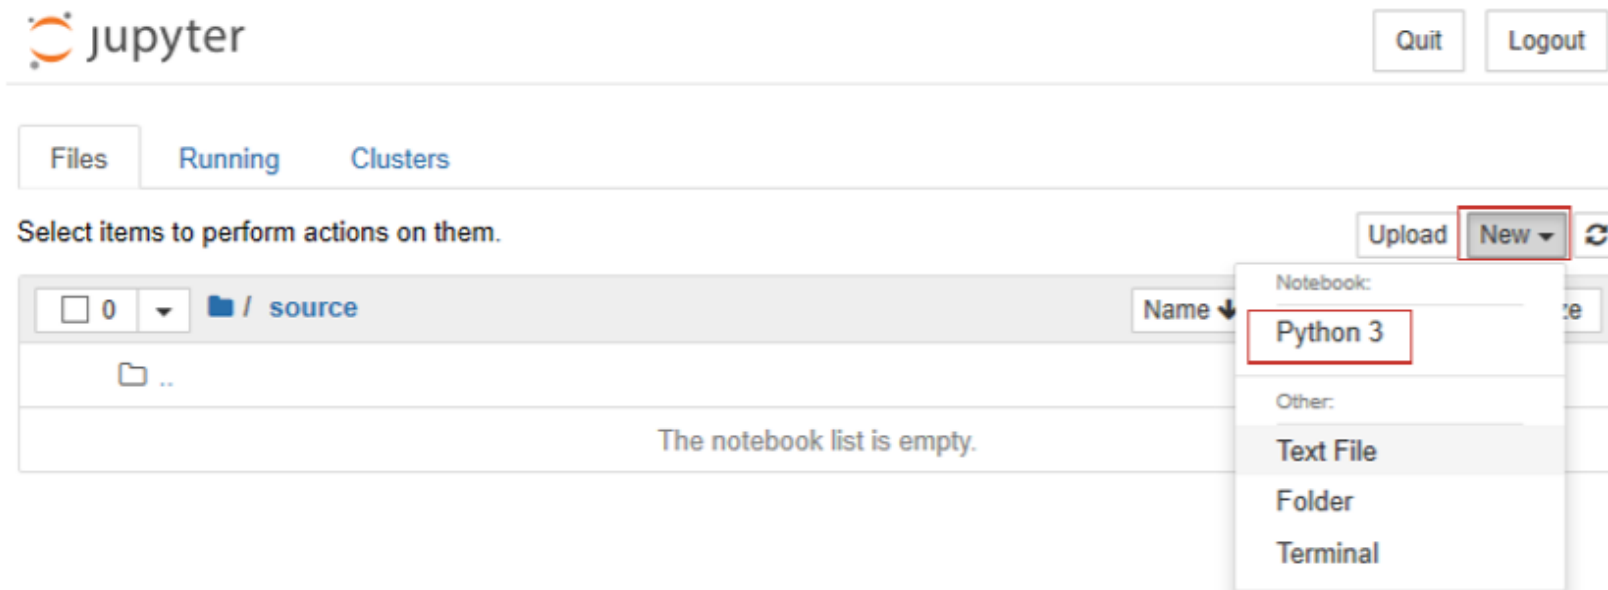 jupyter
Quit
Logout
Files
Running
Clusters
Select items to perform actions on them.
Upload
New
0
/ source
Name
Notebook:
Python 3
..
Other:
The notebook list is empty.
Text File
Folder
Terminal